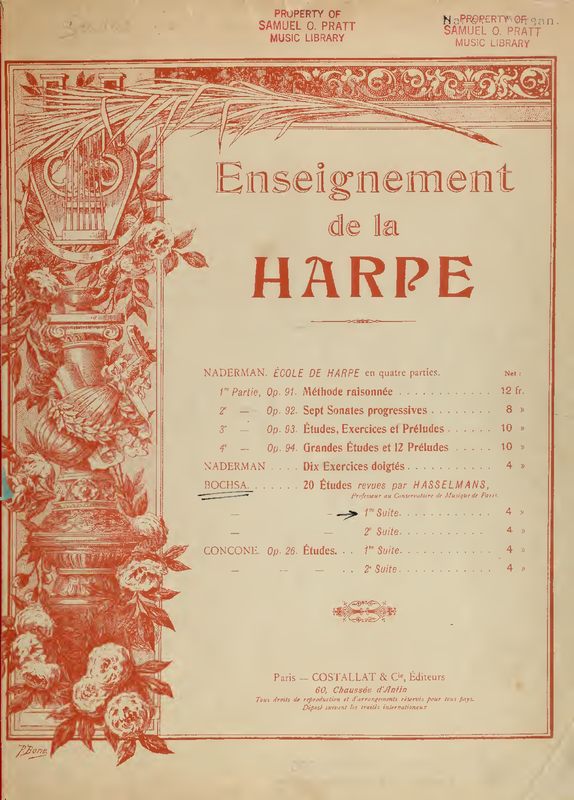 PROPERTY OF
SAMUEL O. PRATT
MUSIC LIBRARY
PROPERTY OF
SAMUEL O. PRATT
MUSIC LIBRARY
Enseignement
de la
HARPE
NADERMAN. ÉCOLE DE HARPE en quatre parties. Net :
1re Partie, Op. 91. Méthode raisonnée . . . . . . . . . . . . 12 fr.
2e — Op. 92. Sept Sonates progressives . . . . . . . . 8 »
3e — Op. 93. Études, Exercices et Préludes . . . . . . 10 »
4e — Op. 94. Grandes Études et 12 Préludes . . . . . 10 »
NADERMAN . . . . Dix Exercices doigtés . . . . . . . . . . . 4 »
BOCHSA . . . . . . 20 Études revues par HASSELMANS,
Professeur au Conservatoire de Musique de Paris.
— — 1re Suite . . . . . . . . . . . . 4 »
— — 2e Suite . . . . . . . . . . . . 4 »
CONCONE. Op. 26. Études. . . 1re Suite . . . . . . . . . . . . 4 »
— — — . . 2e Suite . . . . . . . . . . . . 4 »
Paris — COSTALLAT & Cie, Éditeurs
60, Chaussée d'Antin
Tous droits de reproduction et d'arrangements réservés pour tous pays.
Déposé suivant les traités internationaux
P. Borie